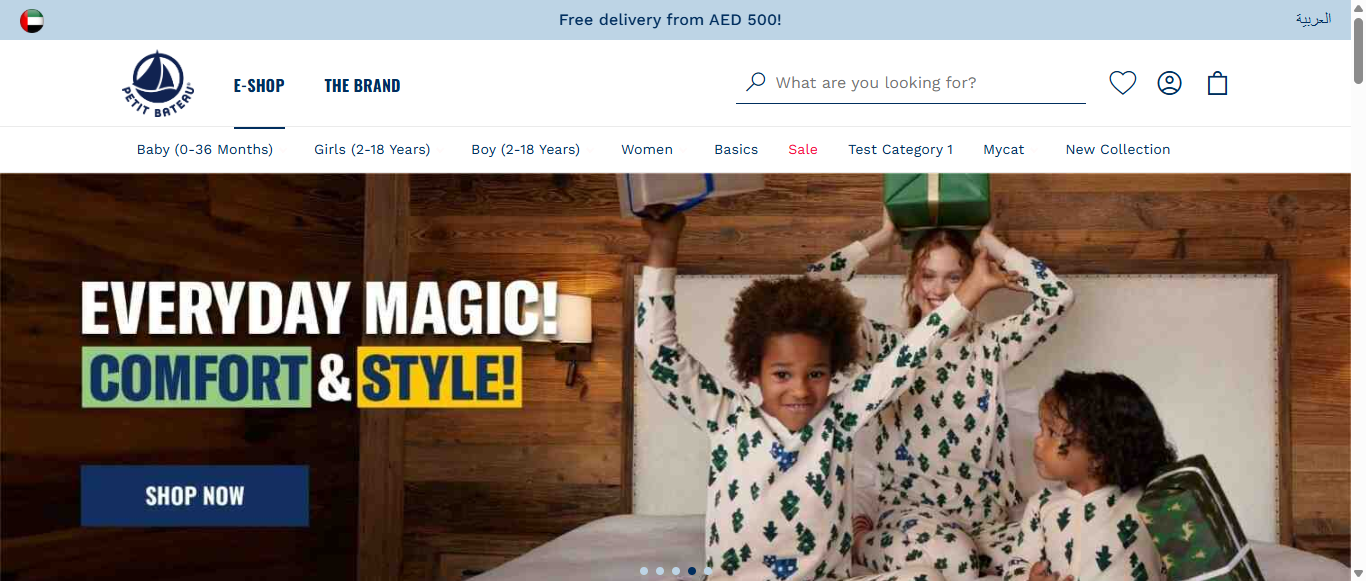 Free delivery from AED 500!
العربية
PETIT BATEAU
E-SHOP
THE BRAND
What are you looking for?
Baby (0-36 Months)
Girls (2-18 Years)
Boy (2-18 Years)
Women
Basics
Sale
Test Category 1
Mycat
New Collection
EVERYDAY MAGIC!
COMFORT & STYLE!
SHOP NOW